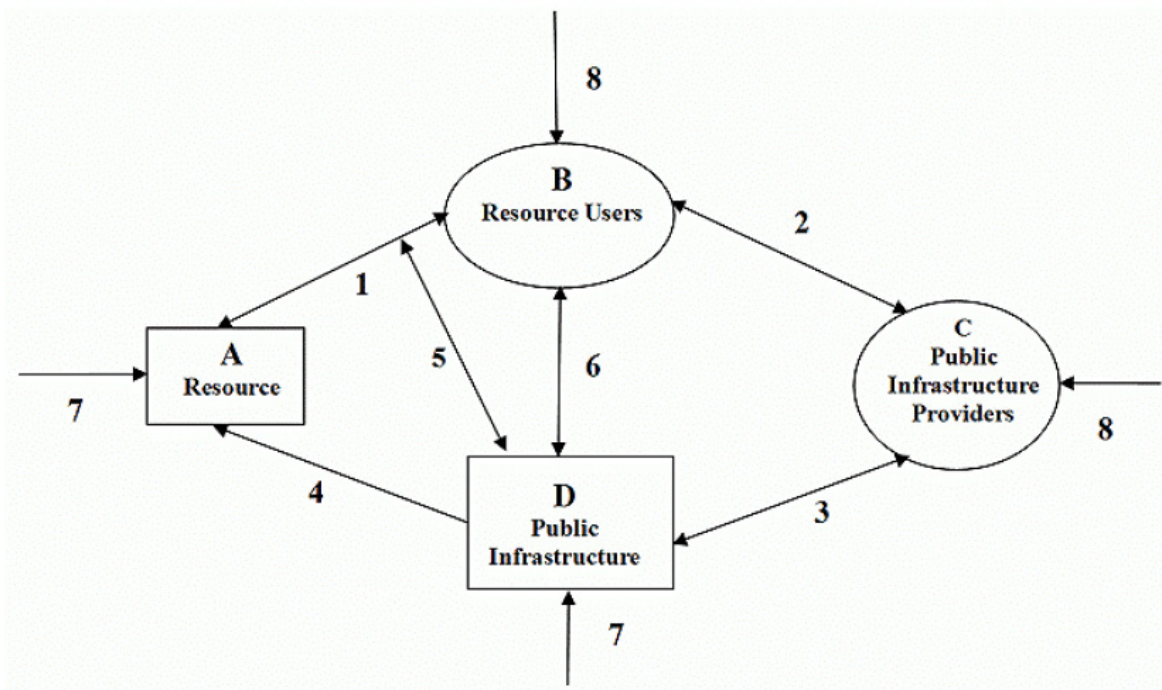 8
B
Resource Users
2
1
A
Resource
5
6
C
Public
Infrastructure
Providers
7
8
4
D
Public
Infrastructure
3
7